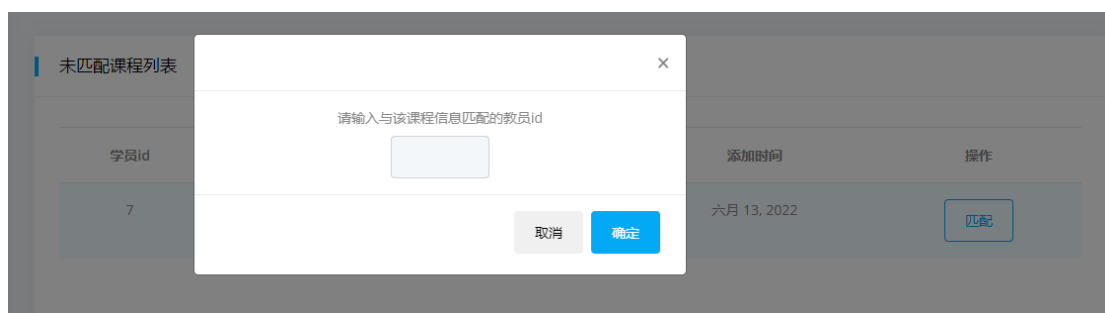 未匹配课程列表
×
请输入与该课程信息匹配的教员id
学员id
添加时间
操作
7
六月 13, 2022
匹配
取消
确定